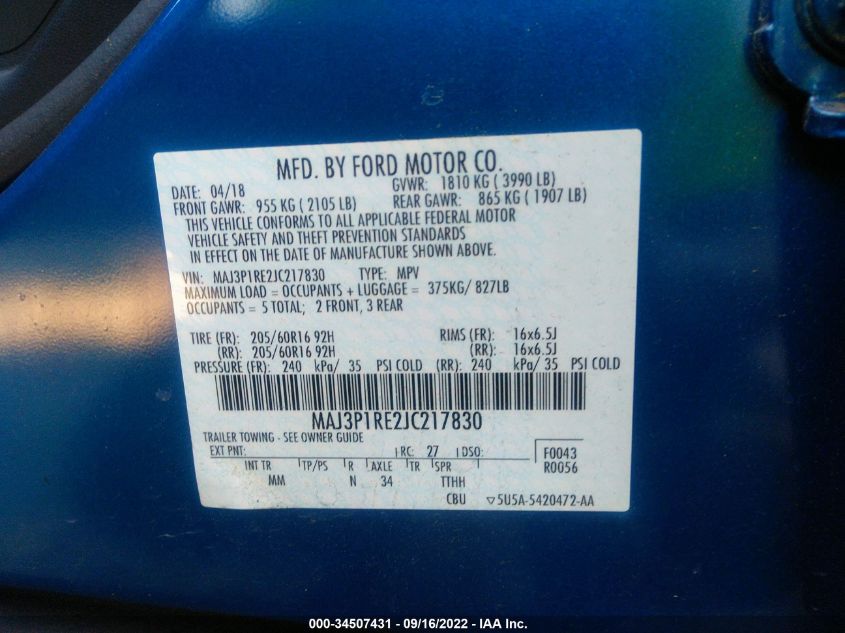 MFD. BY FORD MOTOR CO.
DATE: 04/18 GVWR: 1810 KG ( 3990 LB)
FRONT GAWR: 955 KG ( 2105 LB) REAR GAWR: 865 KG ( 1907 LB)
THIS VEHICLE CONFORMS TO ALL APPLICABLE FEDERAL MOTOR
VEHICLE SAFETY AND THEFT PREVENTION STANDARDS
IN EFFECT ON THE DATE OF MANUFACTURE SHOWN ABOVE.
VIN: MAJ3P1RE2JC217830 TYPE: MPV
MAXIMUM LOAD = OCCUPANTS + LUGGAGE = 375KG/ 827LB
OCCUPANTS = 5 TOTAL; 2 FRONT, 3 REAR
TIRE (FR): 205/60R16 92H RIMS (FR): 16x6.5J
(RR): 205/60R16 92H (RR): 16x6.5J
PRESSURE (FR): 240 kPa/ 35 PSI COLD (RR): 240 kPa/ 35 PSI COLD
MAJ3P1RE2JC217830
TRAILER TOWING - SEE OWNER GUIDE
EXT PNT: RC: 27 DSO: F0043
R0056
INT TR TP/PS R AXLE TR SPR
MM N 34 TTHH
CBU ▽5U5A-5420472-AA
000-34507431 - 09/16/2022 - IAA Inc.